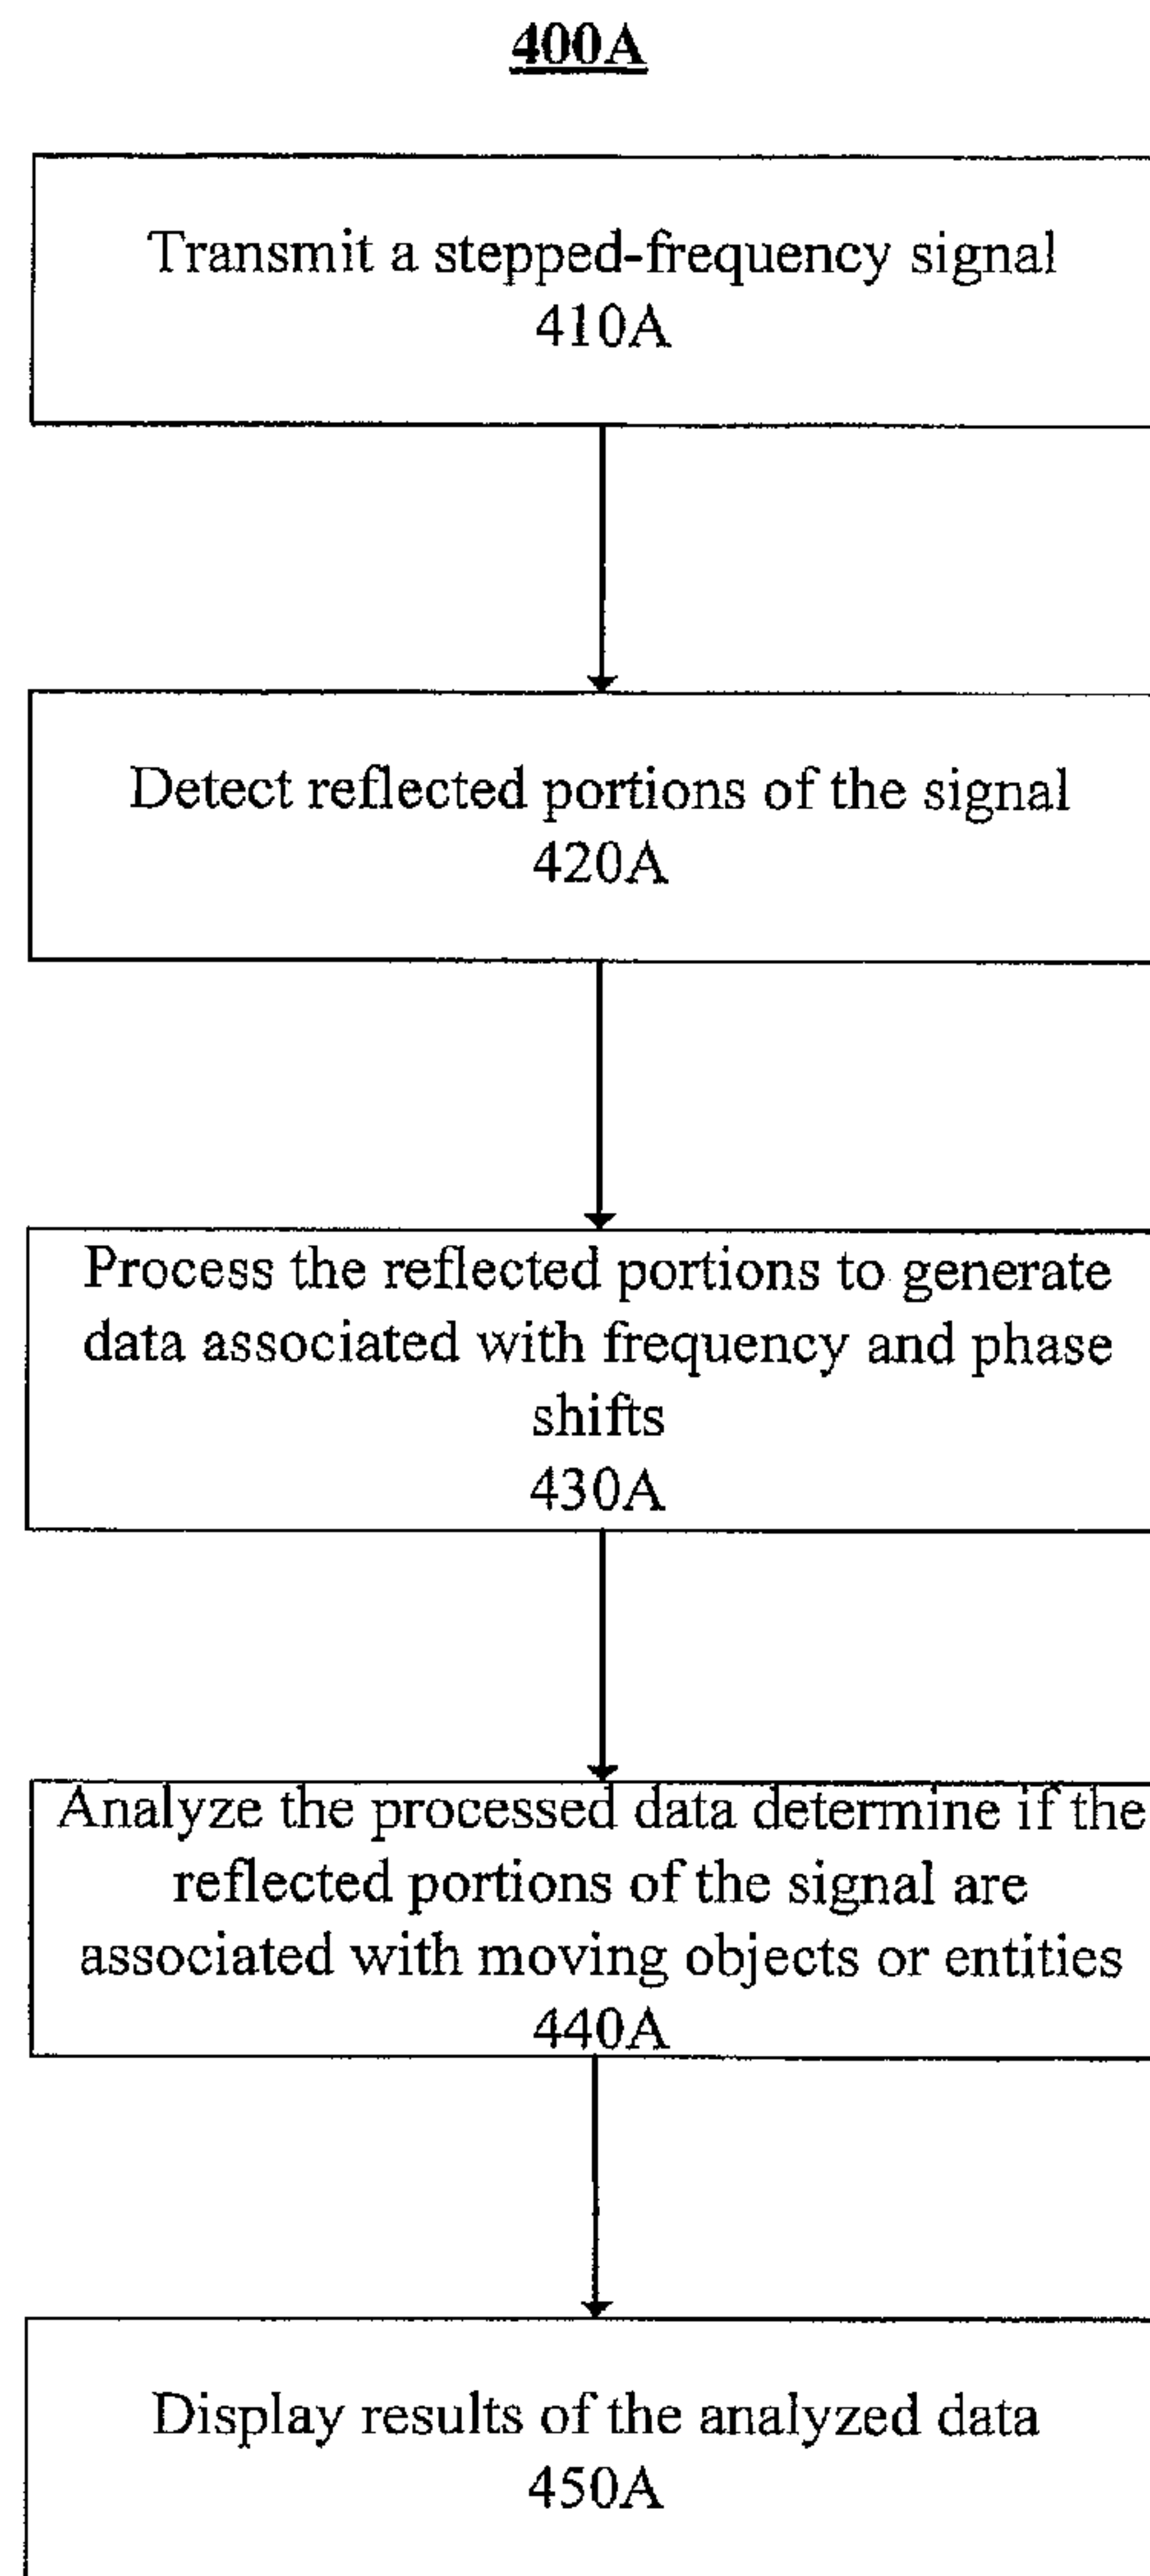 400A
Transmit a stepped-frequency signal
410A
Detect reflected portions of the signal
420A
Process the reflected portions to generate
data associated with frequency and phase
shifts
430A
Analyze the processed data determine if the
reflected portions of the signal are
associated with moving objects or entities
440A
Display results of the analyzed data
450A